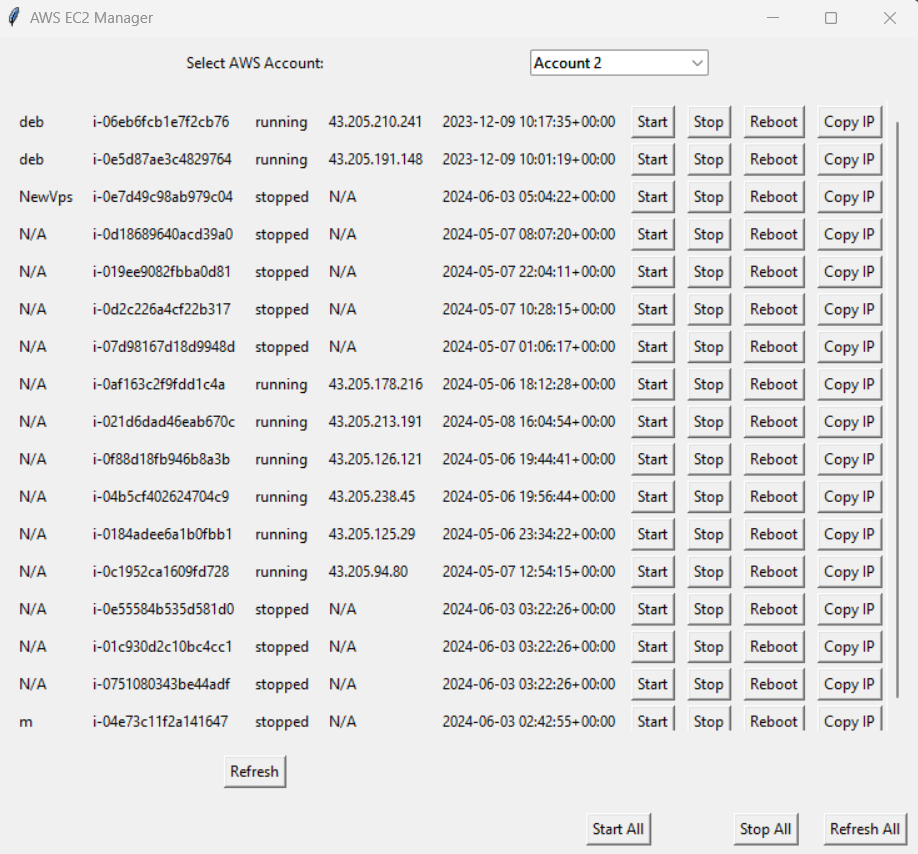 AWS EC2 Manager
Select AWS Account: Account 2
deb i-06eb6fcb1e7f2cb76 running 43.205.210.241 2023-12-09 10:17:35+00:00 Start Stop Reboot Copy IP
deb i-0e5d87ae3c4829764 running 43.205.191.148 2023-12-09 10:01:19+00:00 Start Stop Reboot Copy IP
NewVps i-0e7d49c98ab979c04 stopped N/A 2024-06-03 05:04:22+00:00 Start Stop Reboot Copy IP
N/A i-0d18689640acd39a0 stopped N/A 2024-05-07 08:07:20+00:00 Start Stop Reboot Copy IP
N/A i-019ee9082fbba0d81 stopped N/A 2024-05-07 22:04:11+00:00 Start Stop Reboot Copy IP
N/A i-0d2c226a4cf22b317 stopped N/A 2024-05-07 10:28:15+00:00 Start Stop Reboot Copy IP
N/A i-07d98167d18d9948d stopped N/A 2024-05-07 01:06:17+00:00 Start Stop Reboot Copy IP
N/A i-0af163c2f9fdd1c4a running 43.205.178.216 2024-05-06 18:12:28+00:00 Start Stop Reboot Copy IP
N/A i-021d6dad46eab670c running 43.205.213.191 2024-05-08 16:04:54+00:00 Start Stop Reboot Copy IP
N/A i-0f88d18fb946b8a3b running 43.205.126.121 2024-05-06 19:44:41+00:00 Start Stop Reboot Copy IP
N/A i-04b5cf402624704c9 running 43.205.238.45 2024-05-06 19:56:44+00:00 Start Stop Reboot Copy IP
N/A i-0184adee6a1b0fbb1 running 43.205.125.29 2024-05-06 23:34:22+00:00 Start Stop Reboot Copy IP
N/A i-0c1952ca1609fd728 running 43.205.94.80 2024-05-07 12:54:15+00:00 Start Stop Reboot Copy IP
N/A i-0e55584b535d581d0 stopped N/A 2024-06-03 03:22:26+00:00 Start Stop Reboot Copy IP
N/A i-01c930d2c10bc4cc1 stopped N/A 2024-06-03 03:22:26+00:00 Start Stop Reboot Copy IP
N/A i-0751080343be44adf stopped N/A 2024-06-03 03:22:26+00:00 Start Stop Reboot Copy IP
m i-04e73c11f2a141647 stopped N/A 2024-06-03 02:42:55+00:00 Start Stop Reboot Copy IP
Refresh
Start All Stop All Refresh All